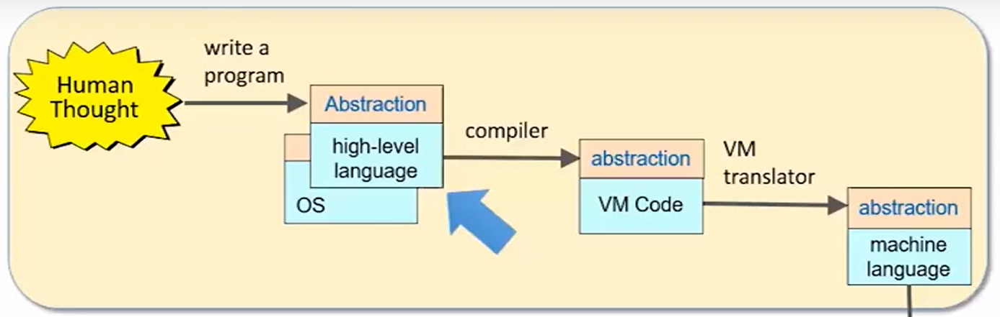 Human
Thought
write a
program
Abstraction
high-level
language
OS
compiler
abstraction
VM Code
VM
translator
abstraction
machine
language